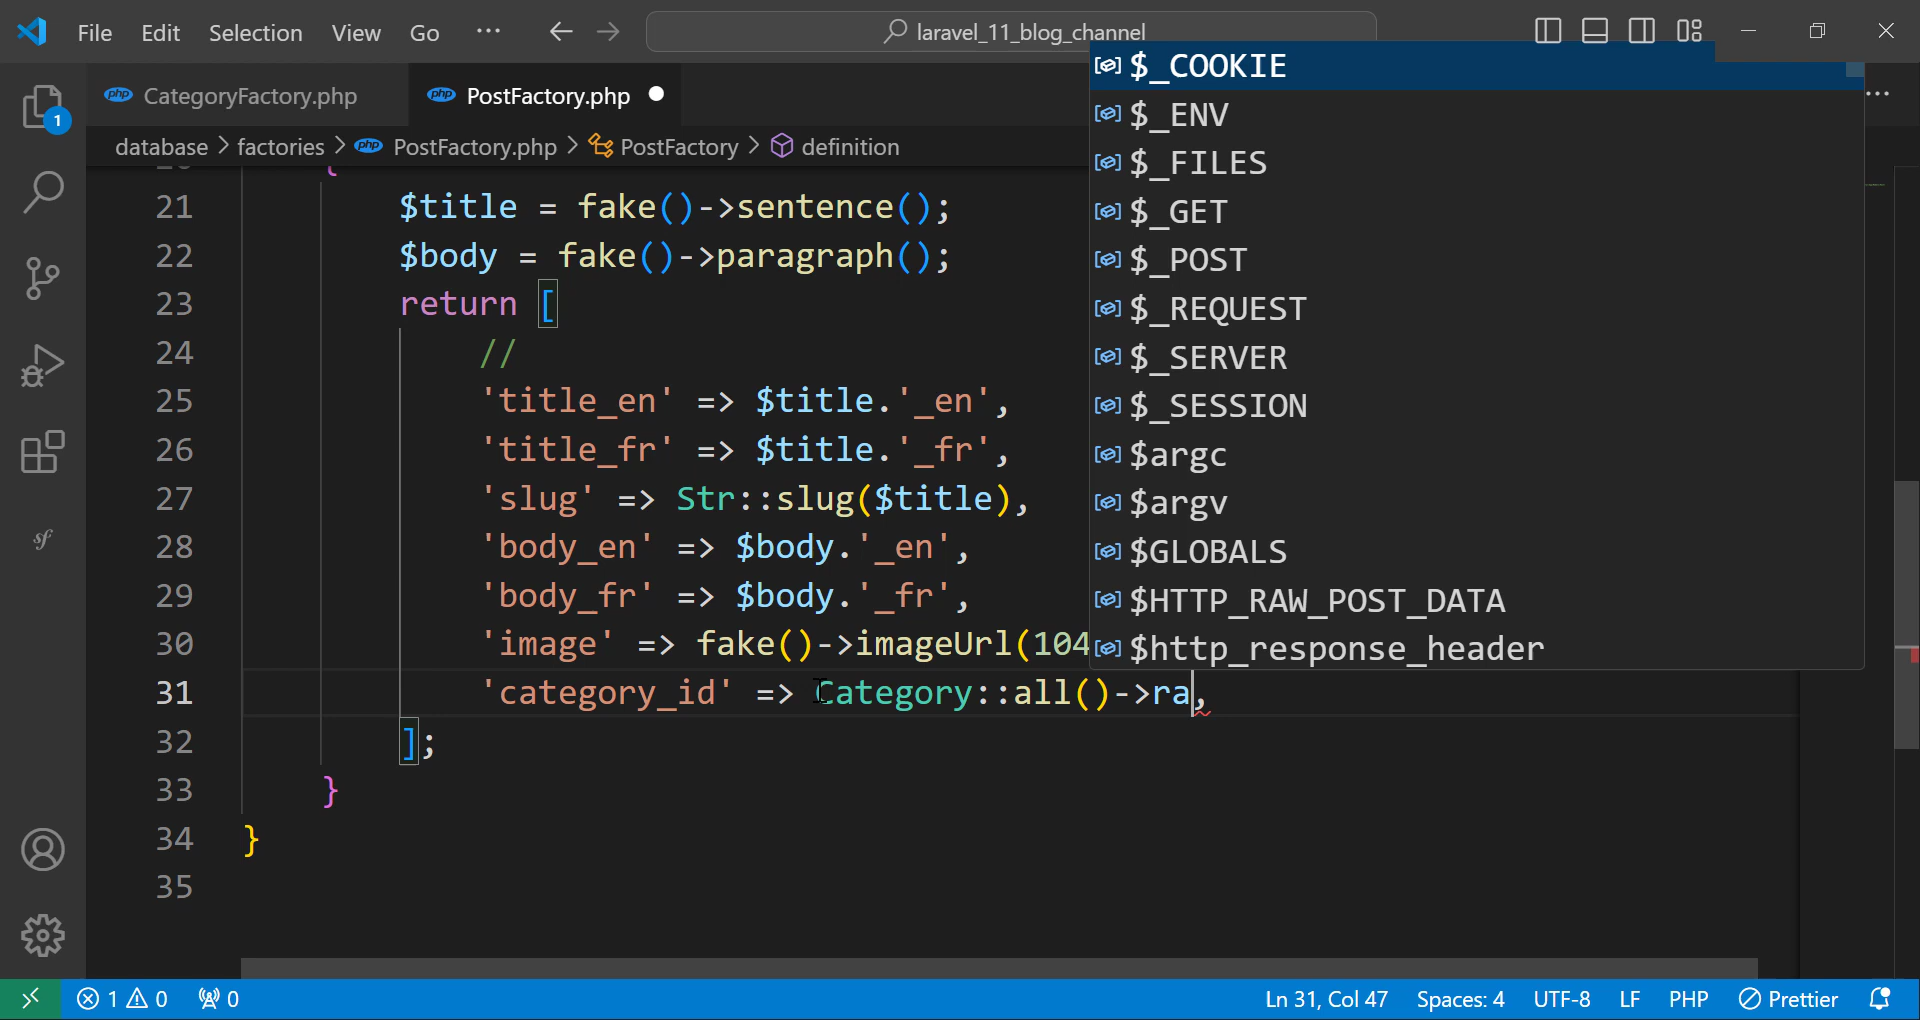 File Edit Selection View Go ··· laravel_11_blog_channel
CategoryFactory.php PostFactory.php
database > factories > PostFactory.php > PostFactory > definition
21 $title = fake()->sentence();
22 $body = fake()->paragraph();
23 return [
24 //
25 'title_en' => $title.'_en',
26 'title_fr' => $title.'_fr',
27 'slug' => Str::slug($title),
28 'body_en' => $body.'_en',
29 'body_fr' => $body.'_fr',
30 'image' => fake()->imageUrl(104
31 'category_id' => Category::all()->ra,
32 ];
33 }
34 }
35
$_COOKIE
$_ENV
$_FILES
$_GET
$_POST
$_REQUEST
$_SERVER
$_SESSION
$argc
$argv
$GLOBALS
$HTTP_RAW_POST_DATA
$http_response_header
1 0 0 Ln 31, Col 47 Spaces: 4 UTF-8 LF PHP Prettier